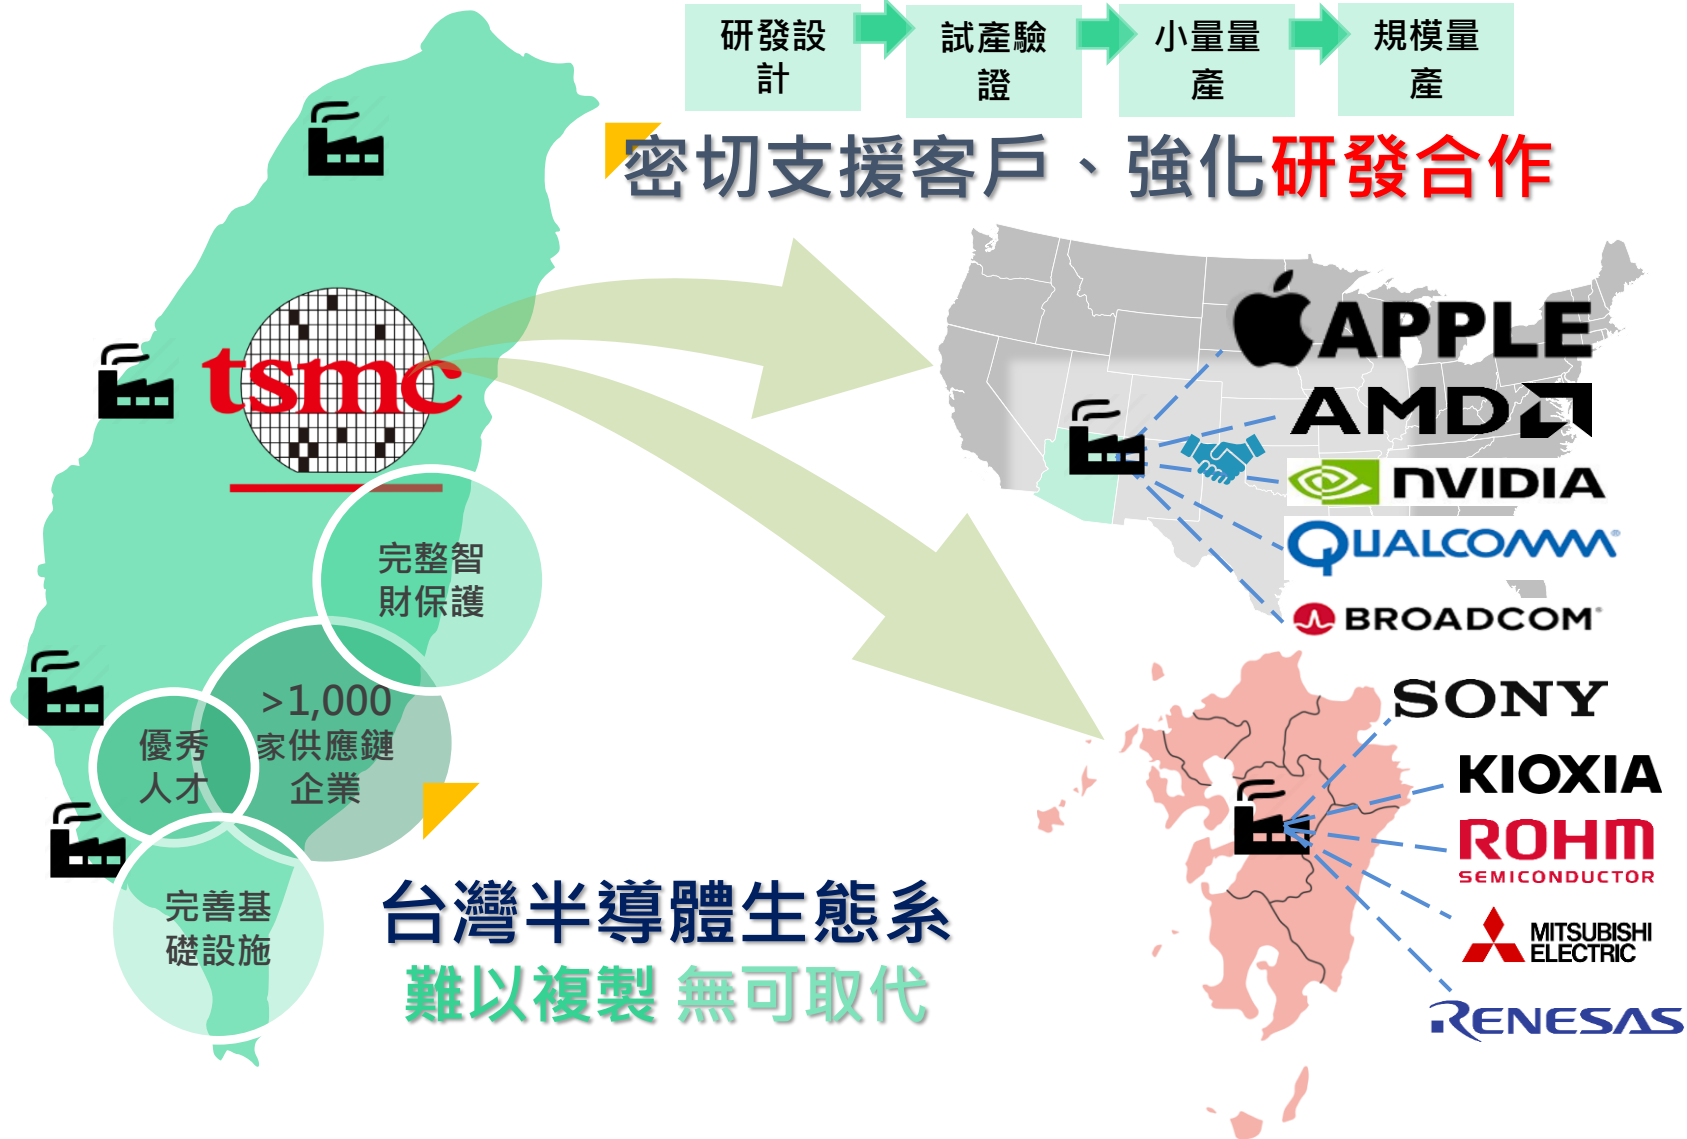 研發設
計
試產驗
證
小量量
產
規模量
產
密切支援客戶、強化研發合作
tsmc
完整智
財保護
>1,000
家供應鏈
企業
優秀
人才
完善基
礎設施
台灣半導體生態系
難以複製 無可取代
APPLE
AMD
NVIDIA
QUALCOMM®
BROADCOM®
SONY
KIOXIA
ROHM
SEMICONDUCTOR
MITSUBISHI
ELECTRIC
RENESAS